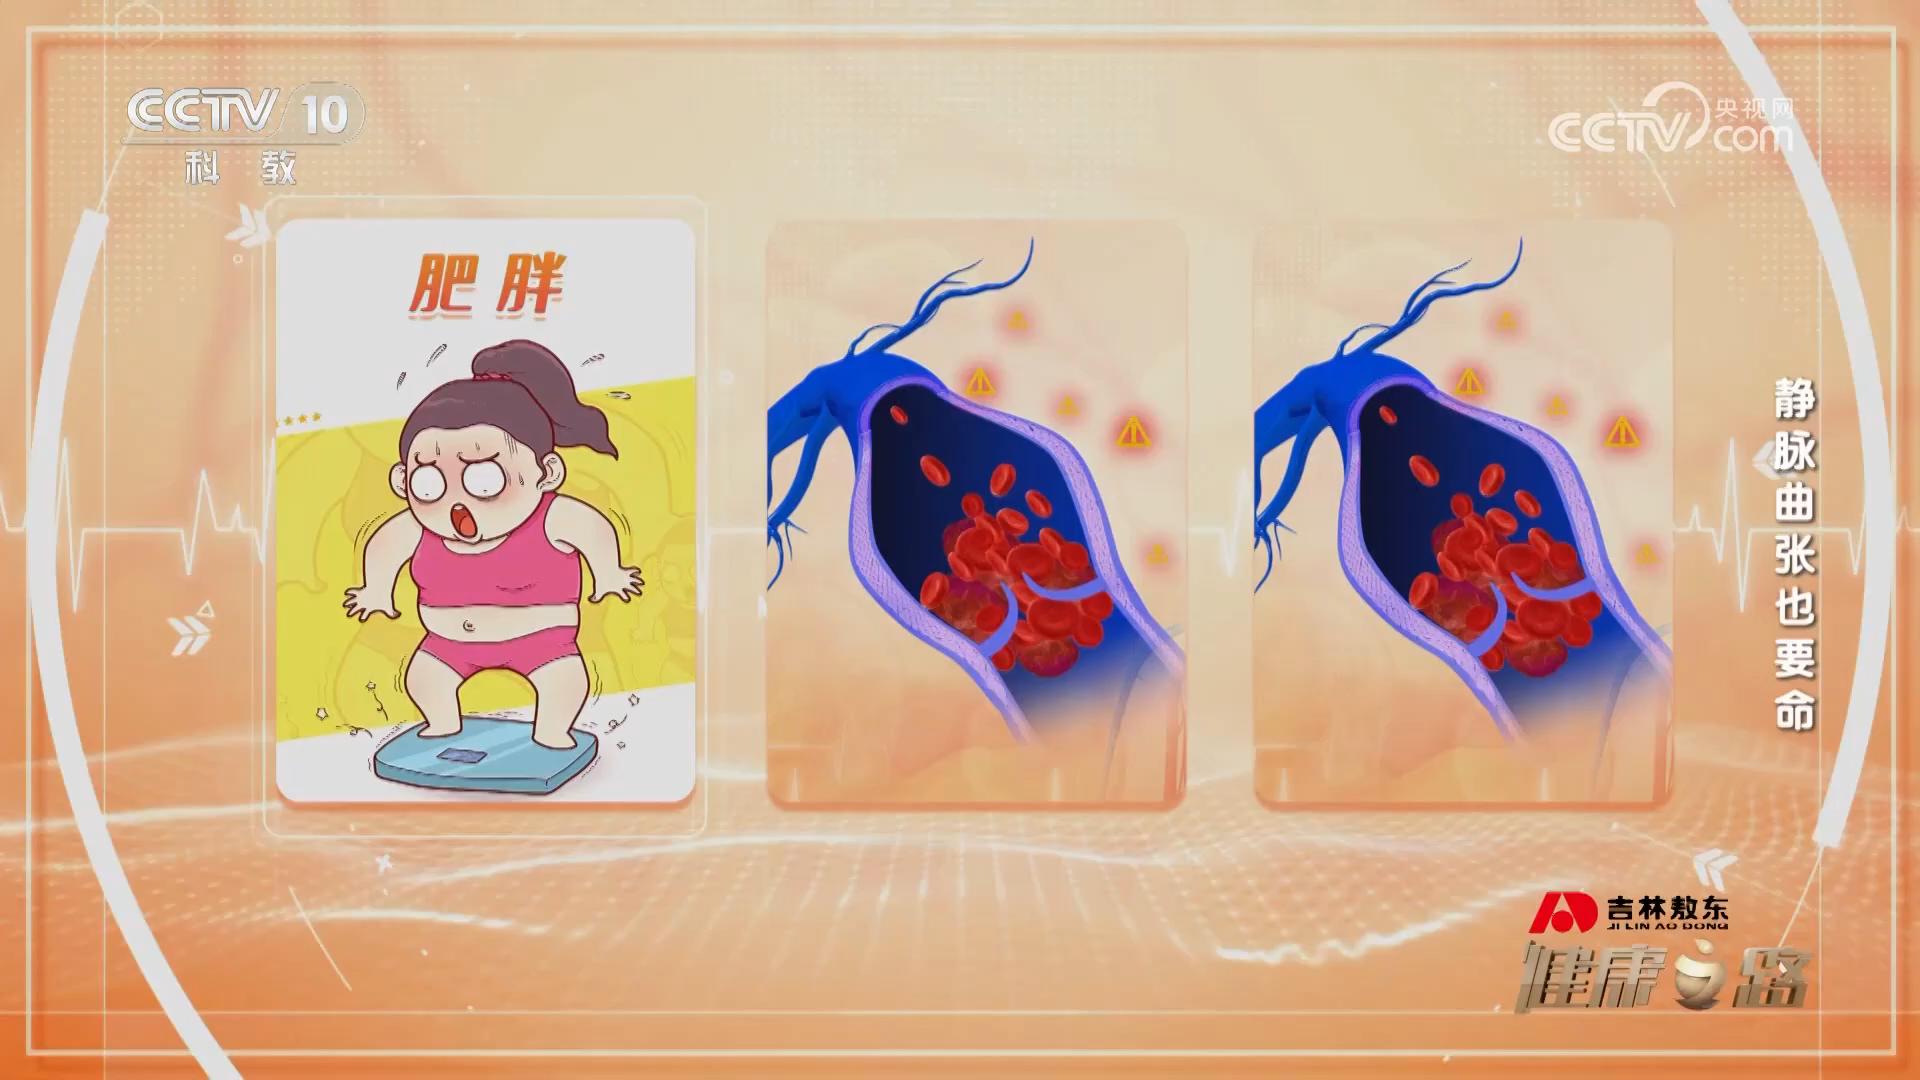 CCTV 10
科 教
央视网
CCTV com
肥胖
静脉曲张也要命
吉林敖东
JI LIN AO DONG
健康之路